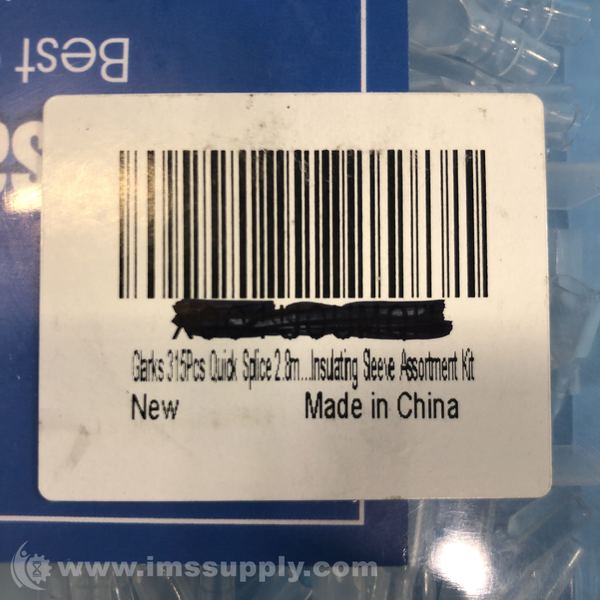 Best
Glarks 315Pcs Quick Splice 2.8m...Insulating Sleeve Assortment Kit
New Made in China
www.imssupply.com